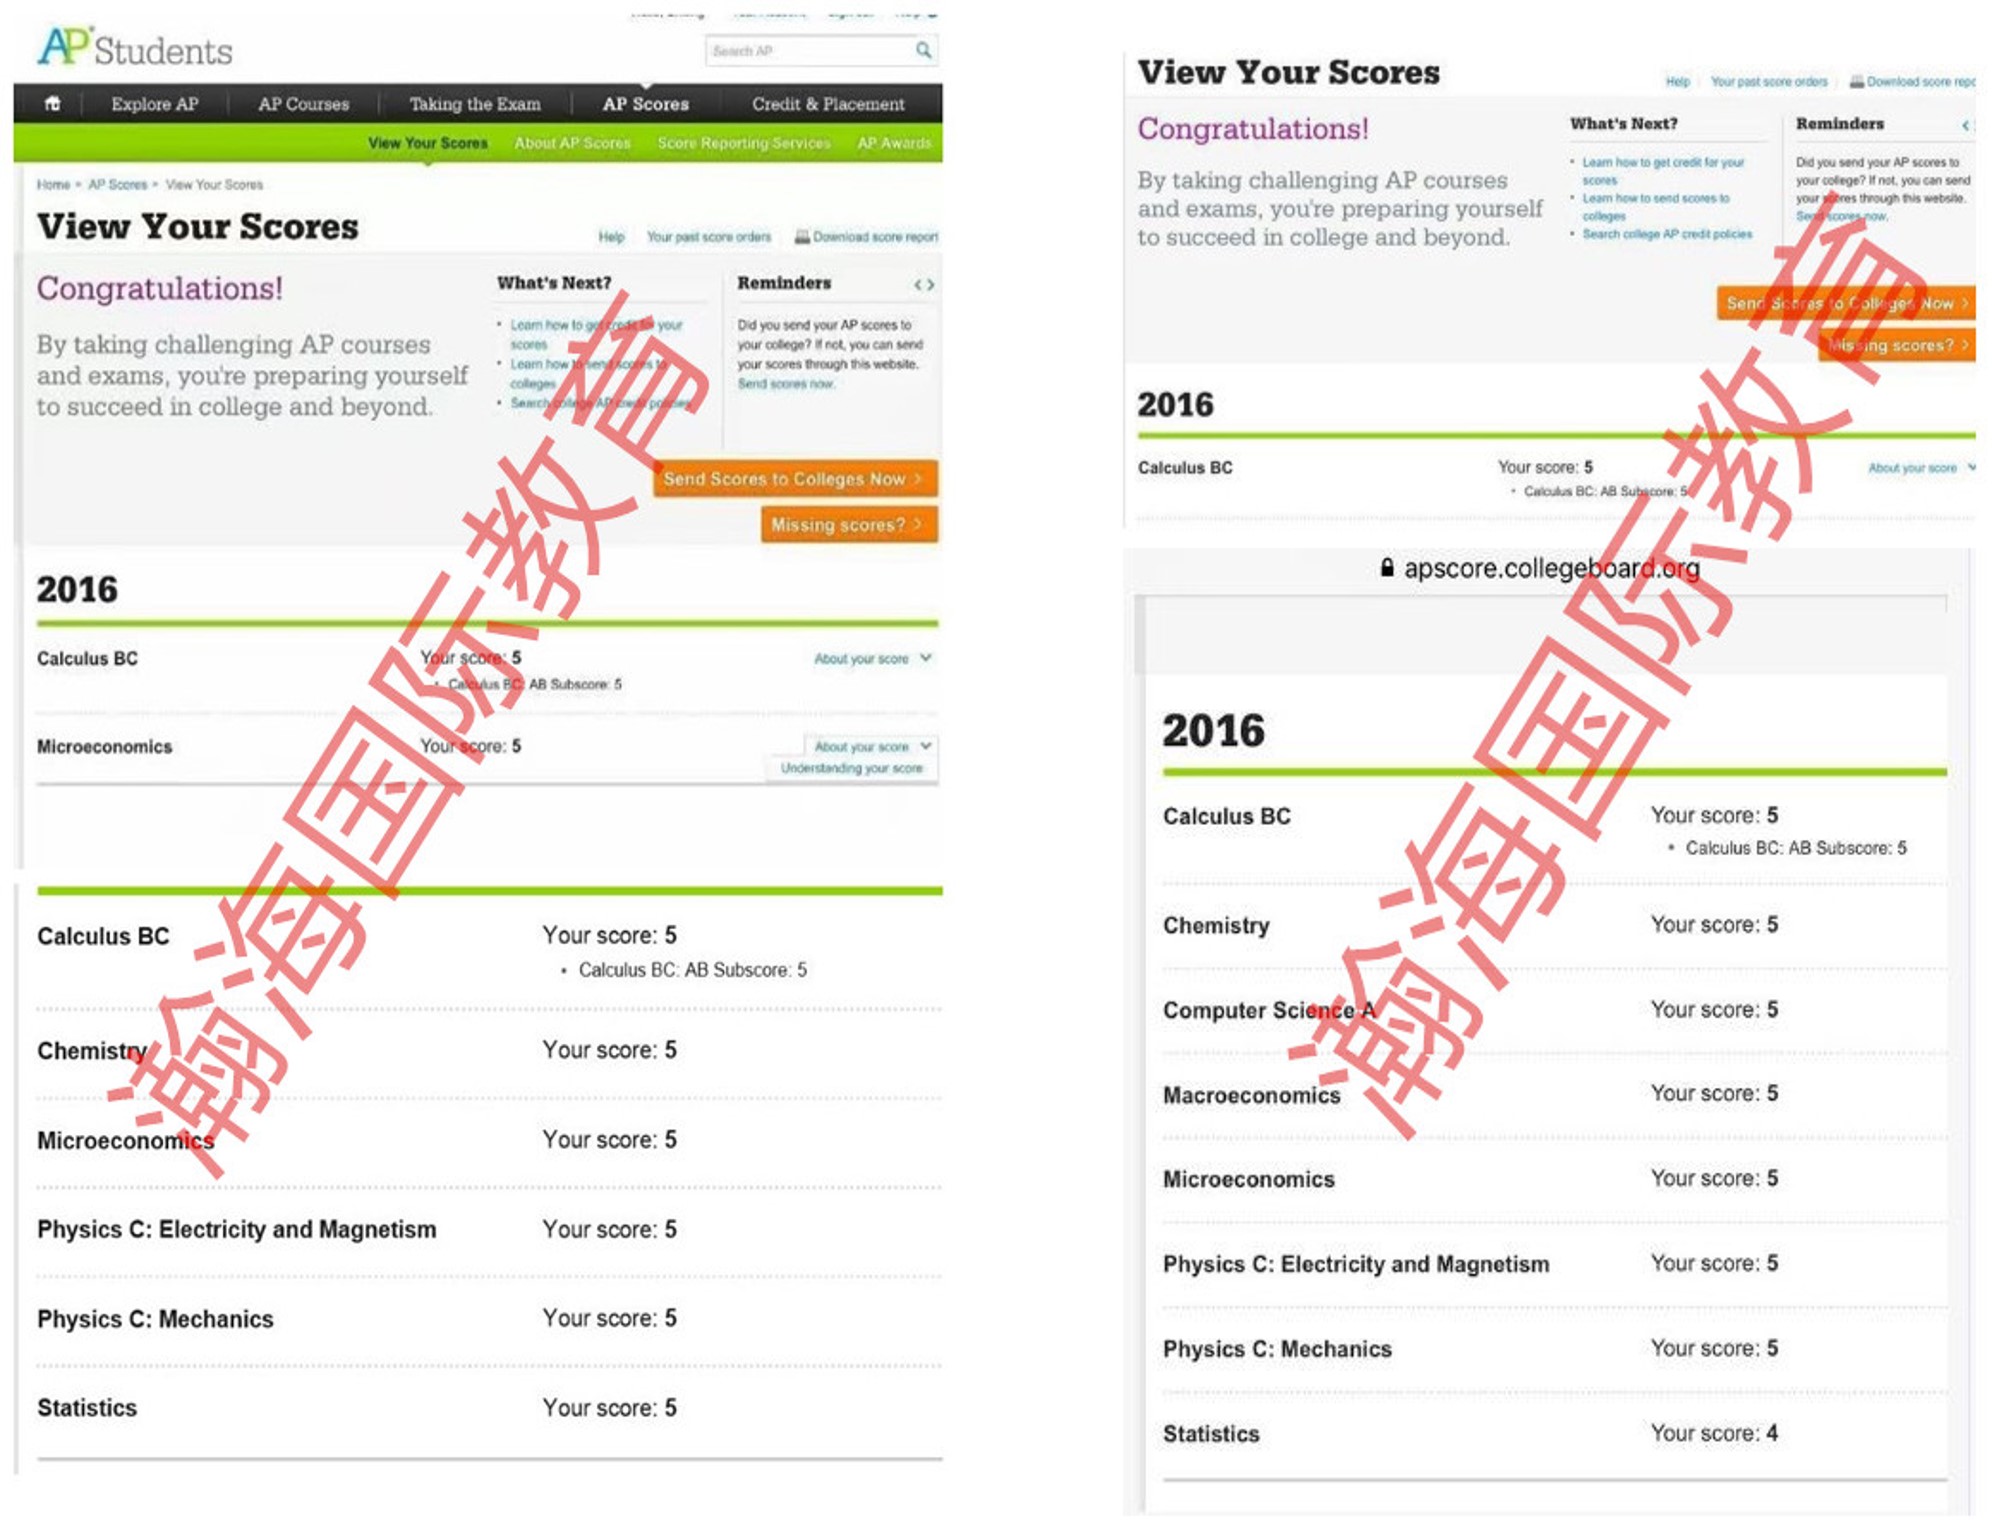 AP Students
Search AP
Explore AP
AP Courses
Taking the Exam
AP Scores
Credit & Placement
View Your Scores
About AP Scores
Score Reporting Services
AP Awards
Home > AP Scores > View Your Scores
View Your Scores
Help
Your past score orders
Download score report
Congratulations!
By taking challenging AP courses
and exams, you're preparing yourself
to succeed in college and beyond.
What's Next?
• Learn how to get credit for your
scores
• Learn how to send scores to
colleges
• Search college AP credit policies
Reminders
Did you send your AP scores to
your college? If not, you can send
your scores through this website.
Send scores now.
Send Scores to Colleges Now >
Missing scores? >
2016
Calculus BC Your score: 5 About your score
• Calculus BC: AB Subscore: 5
Microeconomics Your score: 5 About your score
Understanding your score
Calculus BC Your score: 5
• Calculus BC: AB Subscore: 5
Chemistry Your score: 5
Microeconomics Your score: 5
Physics C: Electricity and Magnetism Your score: 5
Physics C: Mechanics Your score: 5
Statistics Your score: 5
瀚海国际教育
View Your Scores
Help
Your past score orders
Download score repo
Congratulations!
By taking challenging AP courses
and exams, you're preparing yourself
to succeed in college and beyond.
What's Next?
• Learn how to get credit for your
scores
• Learn how to send scores to
colleges
• Search college AP credit policies
Reminders
Did you send your AP scores to
your college? If not, you can send
your scores through this website.
Send scores now.
Send Scores to Colleges Now >
Missing scores? >
2016
Calculus BC Your score: 5 About your score
• Calculus BC: AB Subscore: 5
apscore.collegeboard.org
2016
Calculus BC Your score: 5
• Calculus BC: AB Subscore: 5
Chemistry Your score: 5
Computer Science A Your score: 5
Macroeconomics Your score: 5
Microeconomics Your score: 5
Physics C: Electricity and Magnetism Your score: 5
Physics C: Mechanics Your score: 5
Statistics Your score: 4
瀚海国际教育